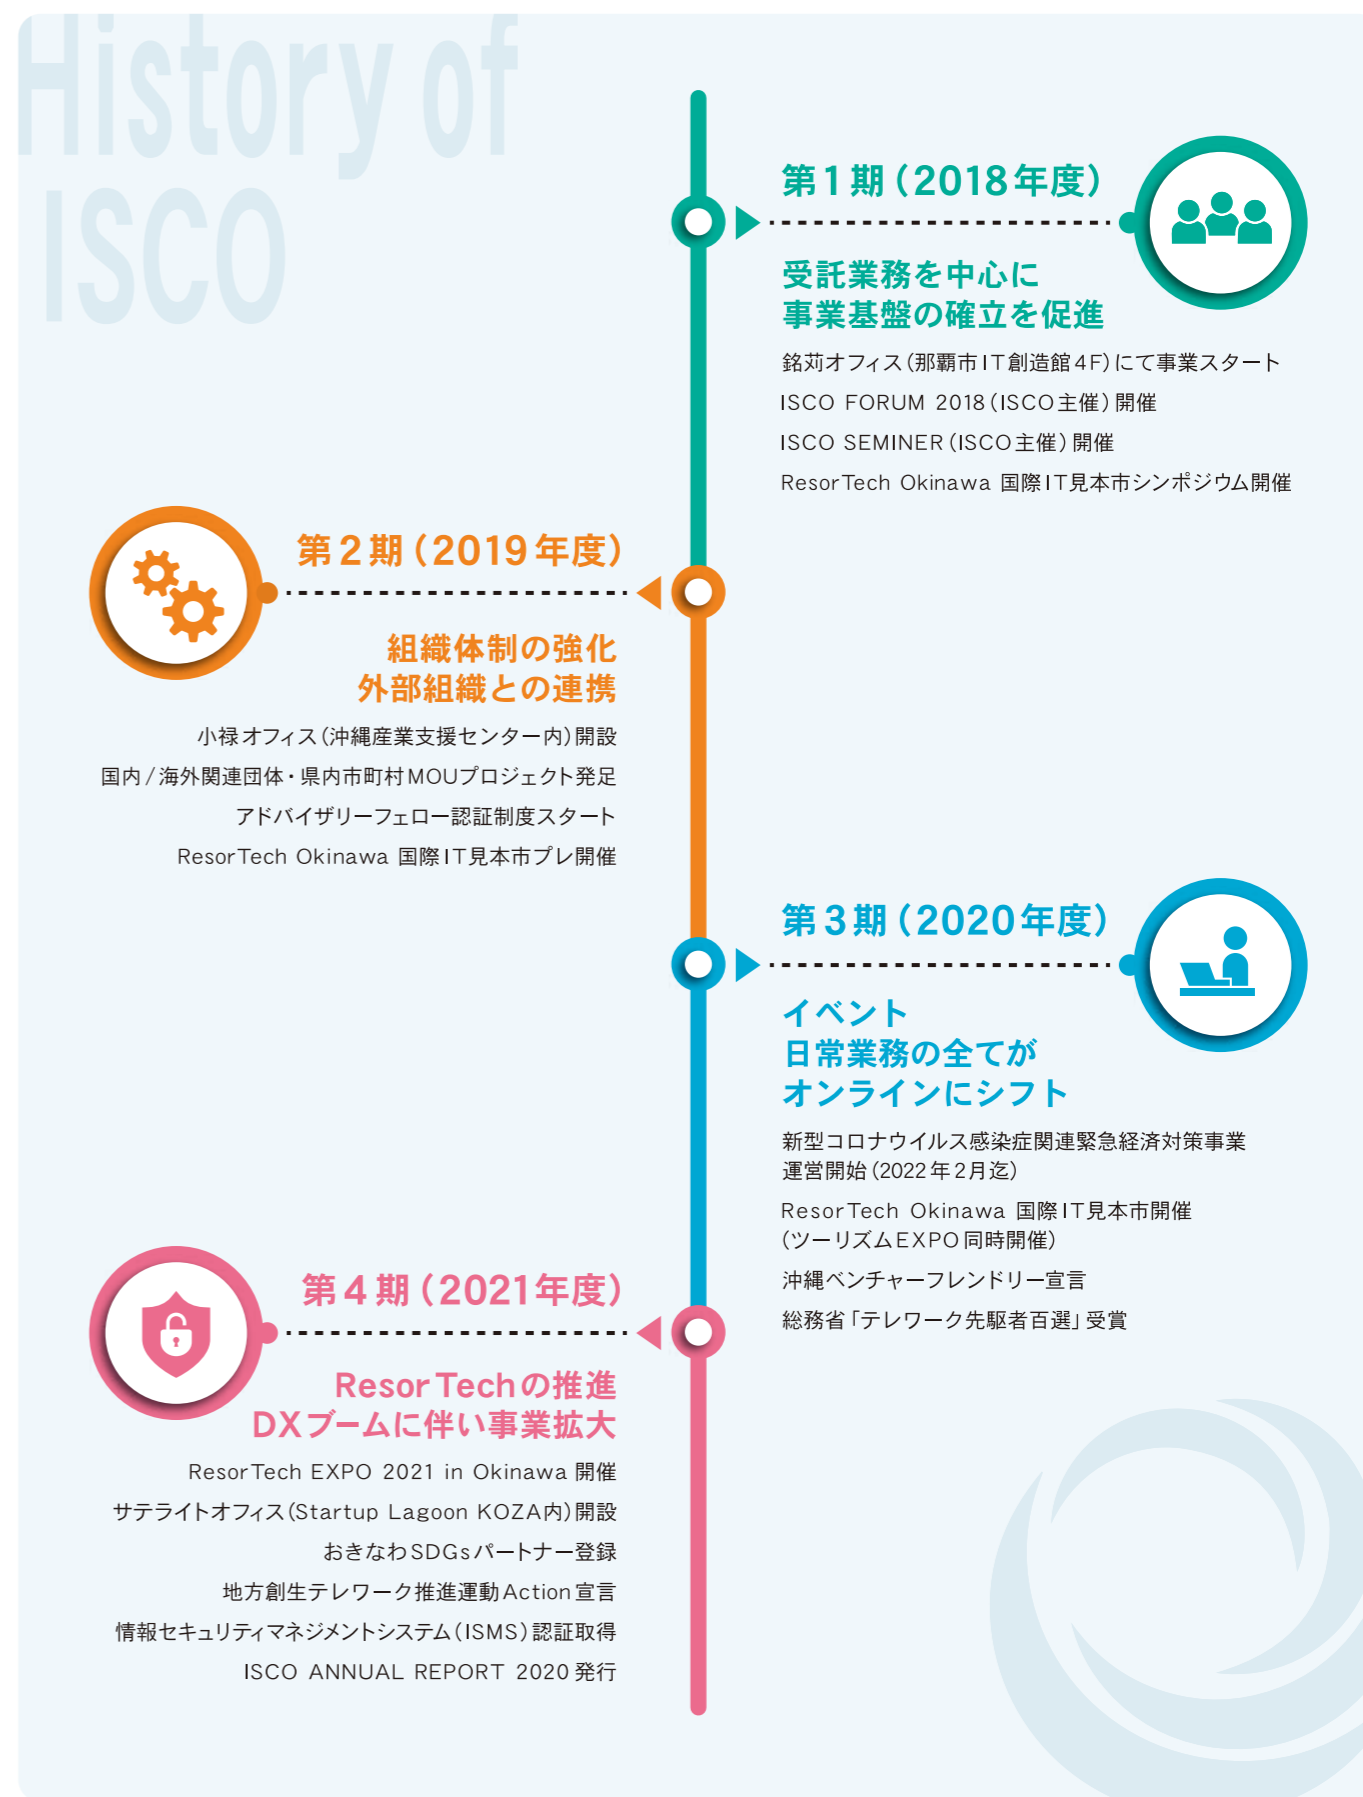 History of
ISCO
第1期（2018年度）
受託業務を中心に
事業基盤の確立を促進
銘苅オフィス（那覇市IT創造館4F）にて事業スタート
ISCO FORUM 2018（ISCO主催）開催
ISCO SEMINER（ISCO主催）開催
ResorTech Okinawa 国際IT見本市シンポジウム開催
第2期（2019年度）
組織体制の強化
外部組織との連携
小禄オフィス（沖縄産業支援センター内）開設
国内/海外関連団体・県内市町村MOUプロジェクト発足
アドバイザリーフェロー認証制度スタート
ResorTech Okinawa 国際IT見本市プレ開催
第3期（2020年度）
イベント
日常業務の全てが
オンラインにシフト
新型コロナウイルス感染症関連緊急経済対策事業
運営開始（2022年2月迄）
ResorTech Okinawa 国際IT見本市開催
（ツーリズムEXPO同時開催）
沖縄ベンチャーフレンドリー宣言
総務省「テレワーク先駆者百選」受賞
第4期（2021年度）
ResorTechの推進
DXブームに伴い事業拡大
ResorTech EXPO 2021 in Okinawa 開催
サテライトオフィス（Startup Lagoon KOZA内）開設
おきなわSDGsパートナー登録
地方創生テレワーク推進運動Action宣言
情報セキュリティマネジメントシステム（ISMS）認証取得
ISCO ANNUAL REPORT 2020発行